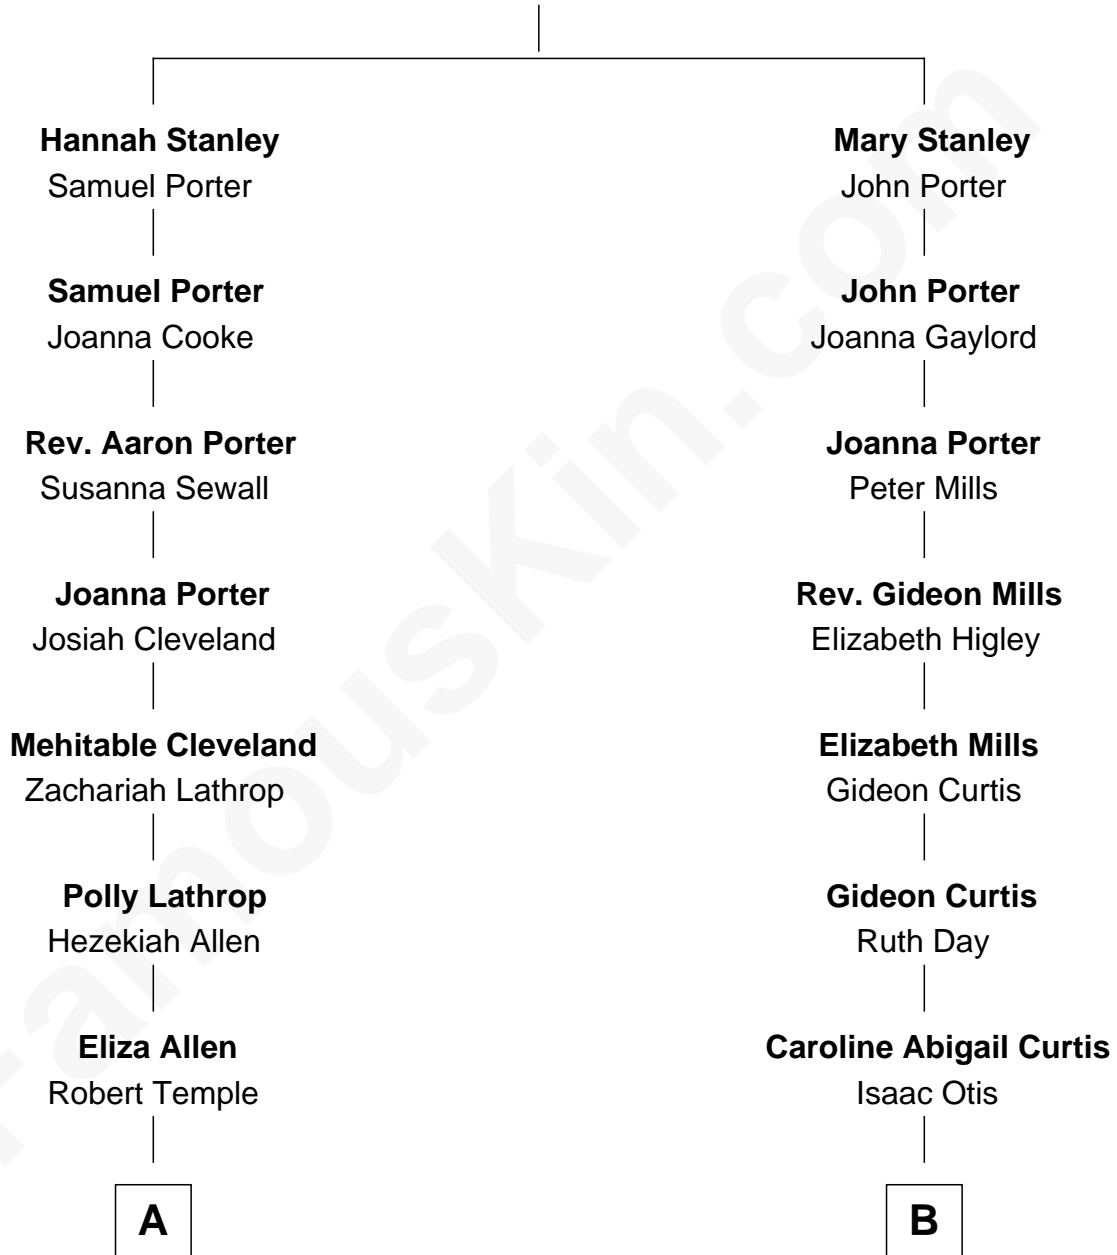 Hannah Stanley
Samuel Porter
Samuel Porter
Joanna Cooke
Rev. Aaron Porter
Susanna Sewall
Joanna Porter
Josiah Cleveland
Mehitable Cleveland
Zachariah Lathrop
Polly Lathrop
Hezekiah Allen
Eliza Allen
Robert Temple
A
Mary Stanley
John Porter
John Porter
Joanna Gaylord
Joanna Porter
Peter Mills
Rev. Gideon Mills
Elizabeth Higley
Elizabeth Mills
Gideon Curtis
Gideon Curtis
Ruth Day
Caroline Abigail Curtis
Isaac Otis
B
FamousKin.com